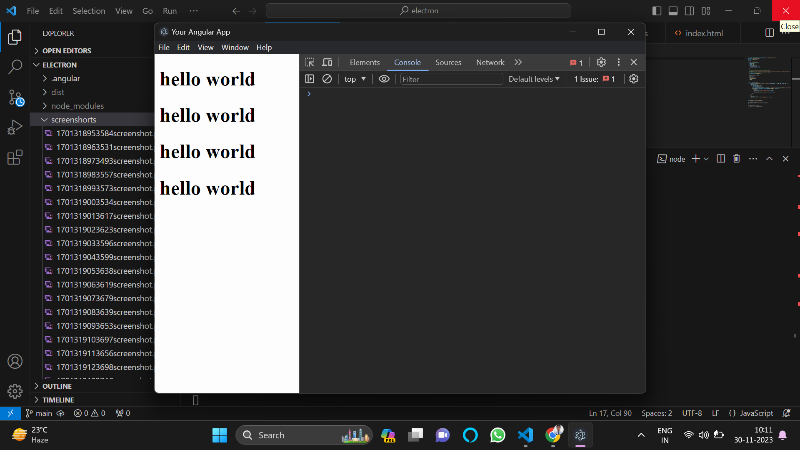 File Edit Selection View Go Run ··· electron
Close
EXPLORER
index.html
OPEN EDITORS
ELECTRON
.angular
dist
node_modules
screenshorts
1701318953584screenshot.
1701318963531screenshot.
1701318973493screenshot.
1701318983557screenshot.
1701318993573screenshot.
1701319003534screenshot.
1701319013617screenshot.
1701319023623screenshot.
1701319033596screenshot.
1701319043599screenshot.
1701319053638screenshot.
1701319063619screenshot.
1701319073679screenshot.
1701319083639screenshot.
1701319093653screenshot.
1701319103697screenshot.
1701319113656screenshot.
1701319123698screenshot.
OUTLINE
TIMELINE
Your Angular App
File Edit View Window Help
hello world
hello world
hello world
hello world
Elements Console Sources Network 1
top Filter Default levels 1 Issue: 1
node
main 0 0 0 Ln 17, Col 90 Spaces: 2 UTF-8 LF {} JavaScript
23°C
Haze
Search
ENG
IN
10:11
30-11-2023